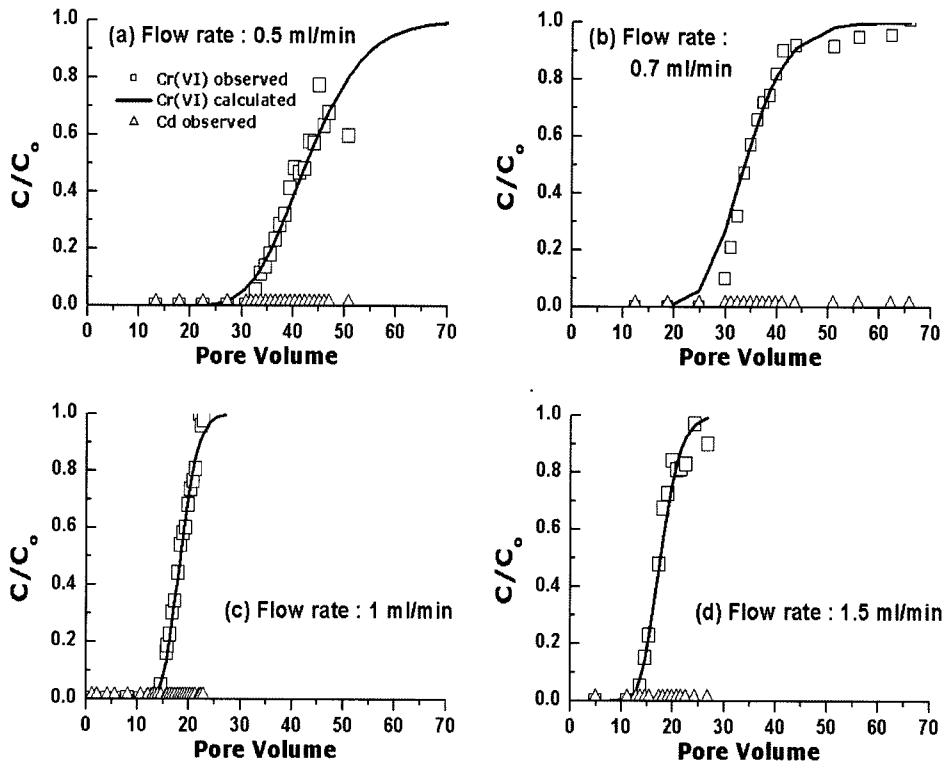 (a) Flow rate : 0.5 ml/min
Cr(VI) observed
Cr(VI) calculated
Cd observed
C/Co
1.0
0.8
0.6
0.4
0.2
0.0
0 10 20 30 40 50 60 70
Pore Volume
(b) Flow rate :
0.7 ml/min
C/Co
1.0
0.8
0.6
0.4
0.2
0.0
0 10 20 30 40 50 60 70
Pore Volume
(c) Flow rate : 1 ml/min
C/Co
1.0
0.8
0.6
0.4
0.2
0.0
0 10 20 30 40 50 60 70
Pore Volume
(d) Flow rate : 1.5 ml/min
C/Co
1.0
0.8
0.6
0.4
0.2
0.0
0 10 20 30 40 50 60 70
Pore Volume